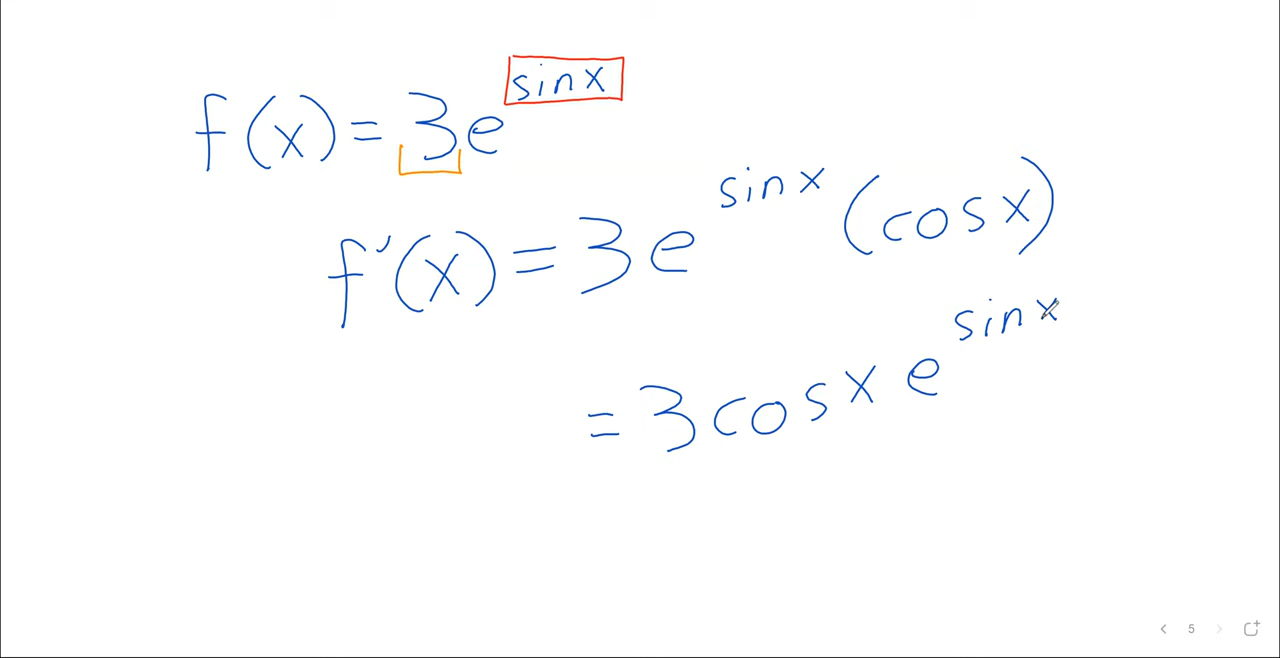 f(x) = 3e^sinx
f'(x) = 3e^sinx (cosx)
= 3cosx e^sinx
< 5 >